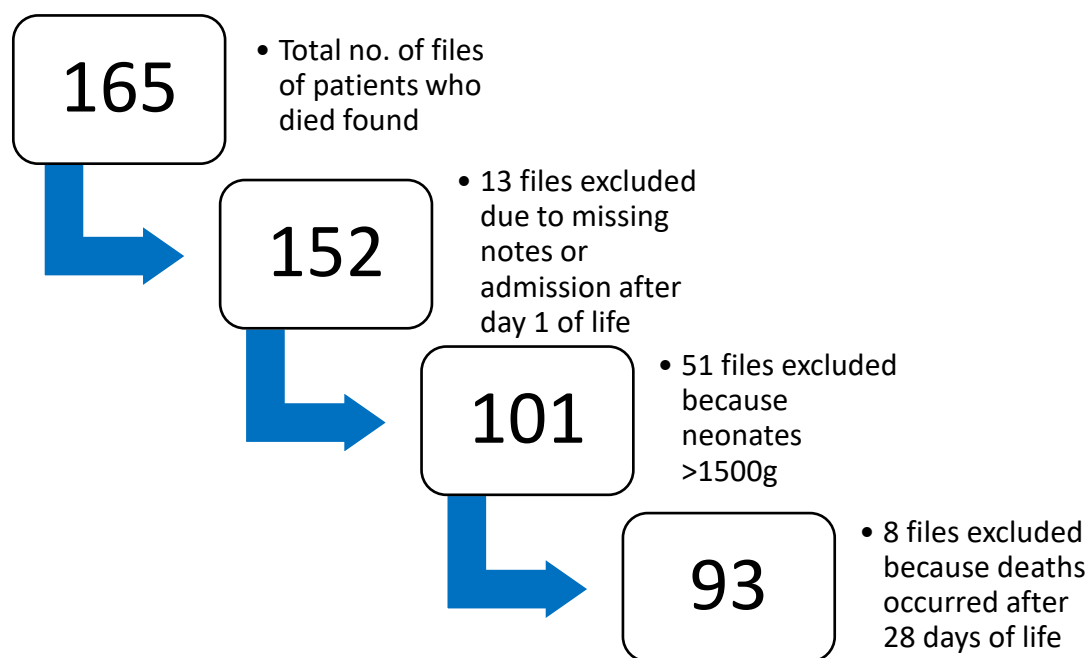 165
• Total no. of files
of patients who
died found
152
• 13 files excluded
due to missing
notes or
admission after
day 1 of life
101
• 51 files excluded
because
neonates
>1500g
93
• 8 files excluded
because deaths
occurred after
28 days of life